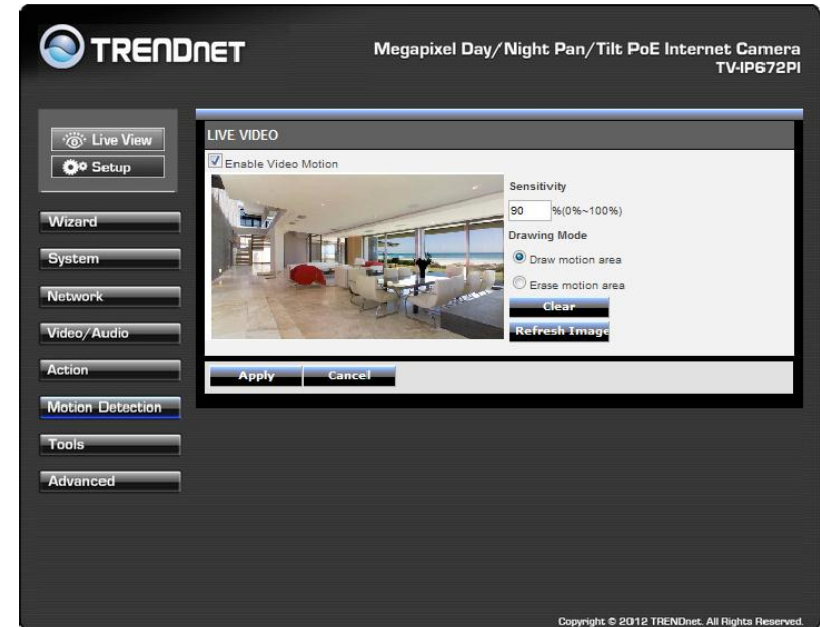 TRENDNET
Megapixel Day/Night Pan/Tilt PoE Internet Camera
TV-IP672PI
Live View
Setup
Wizard
System
Network
Video/Audio
Action
Motion Detection
Tools
Advanced
LIVE VIDEO
Enable Video Motion
Sensitivity
90 %(0%~100%)
Drawing Mode
Draw motion area
Erase motion area
Clear
Refresh Image
Apply Cancel
Copyright © 2012 TRENDnet. All Rights Reserved.